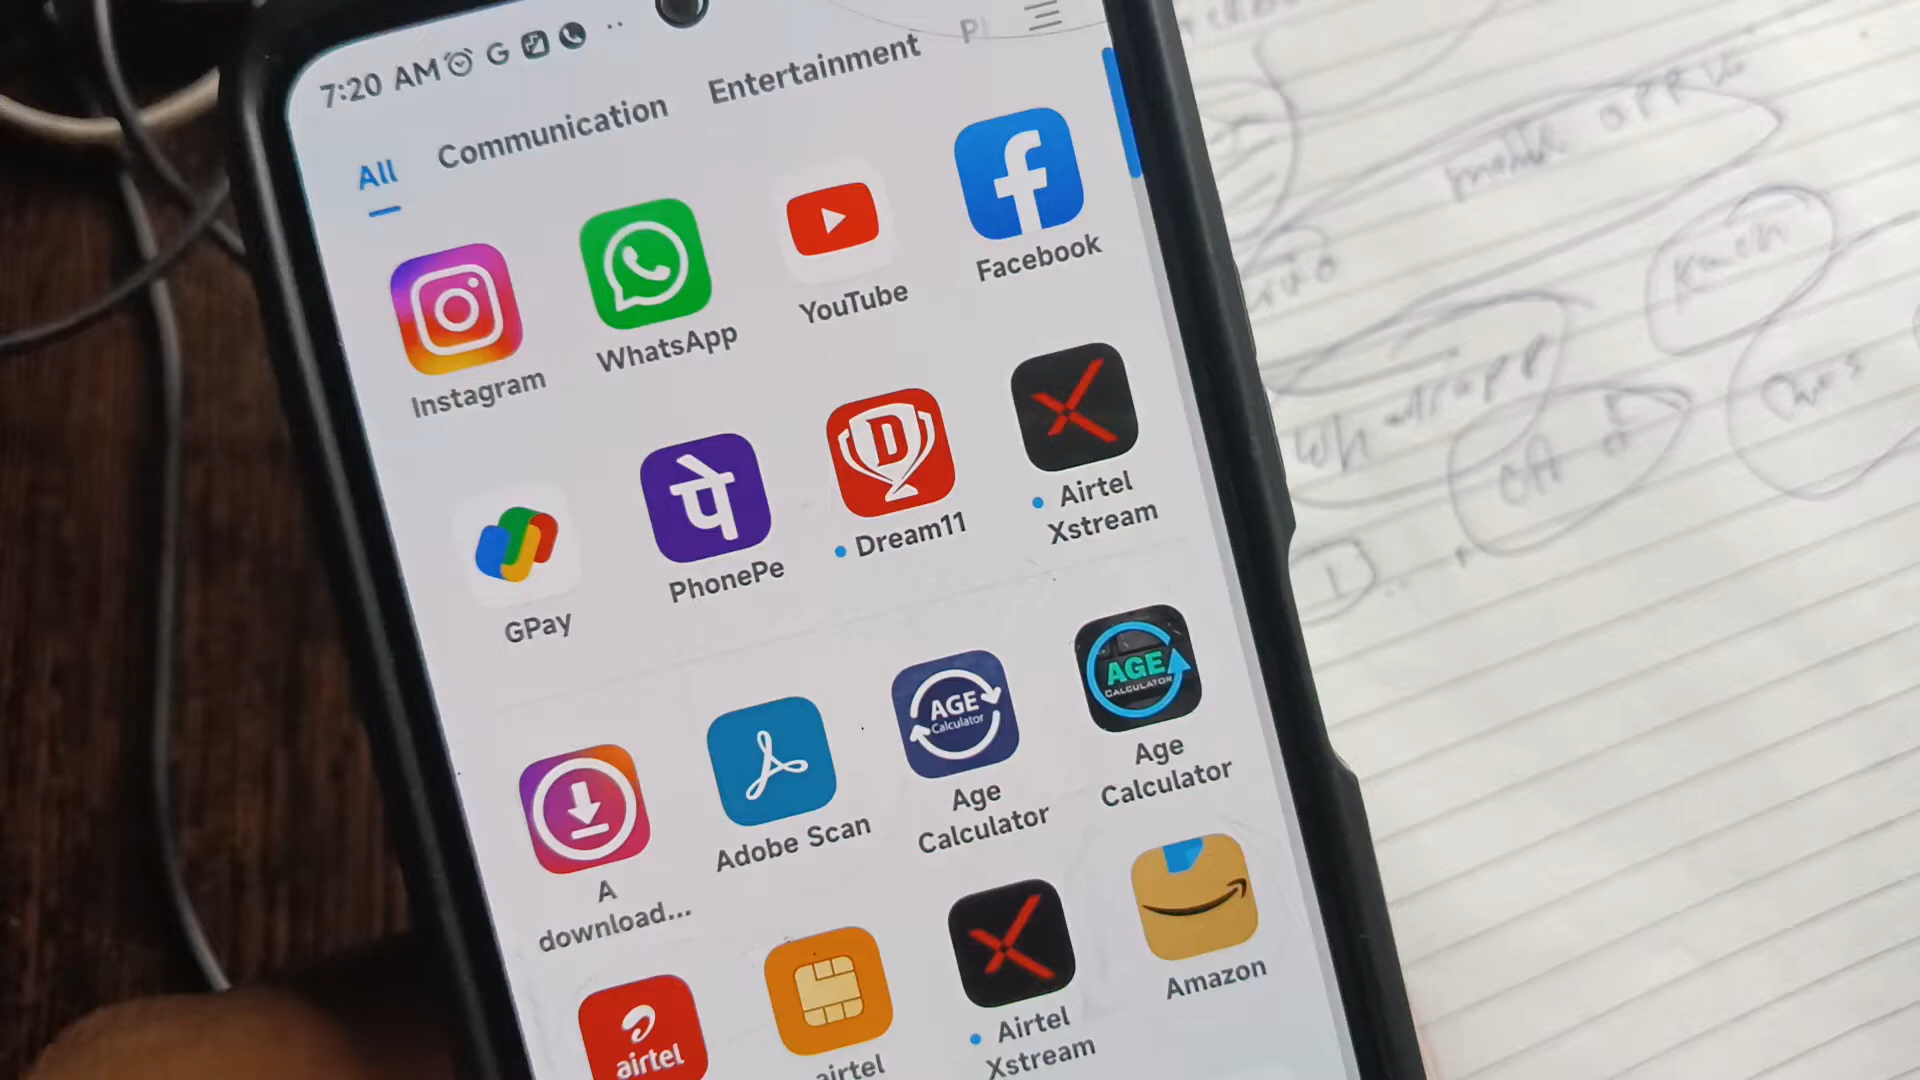 7:20 AM G
All Communication Entertainment
Instagram WhatsApp YouTube Facebook
पे D
GPay PhonePe Dream11 Airtel
Xstream
AGE
Calculator
AGE
CALCULATOR
A
download...
Adobe Scan
Age
Calculator
Age
Calculator
airtel
airtel
Airtel
Xstream
Amazon
Whatsapp